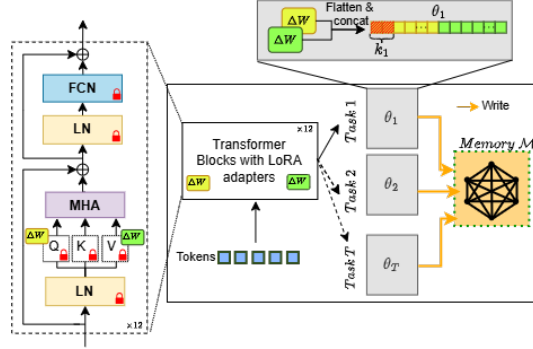 Flatten &
concat
θ₁
ΔW
ΔW
k₁
FCN
LN
MHA
ΔW
ΔW
Q
K
V
LN
×12
×12
Transformer
Blocks with LoRA
adapters
ΔW
ΔW
Tokens
Task 1
Task 2
Task T
θ₁
θ₂
θ_T
Write
Memory M